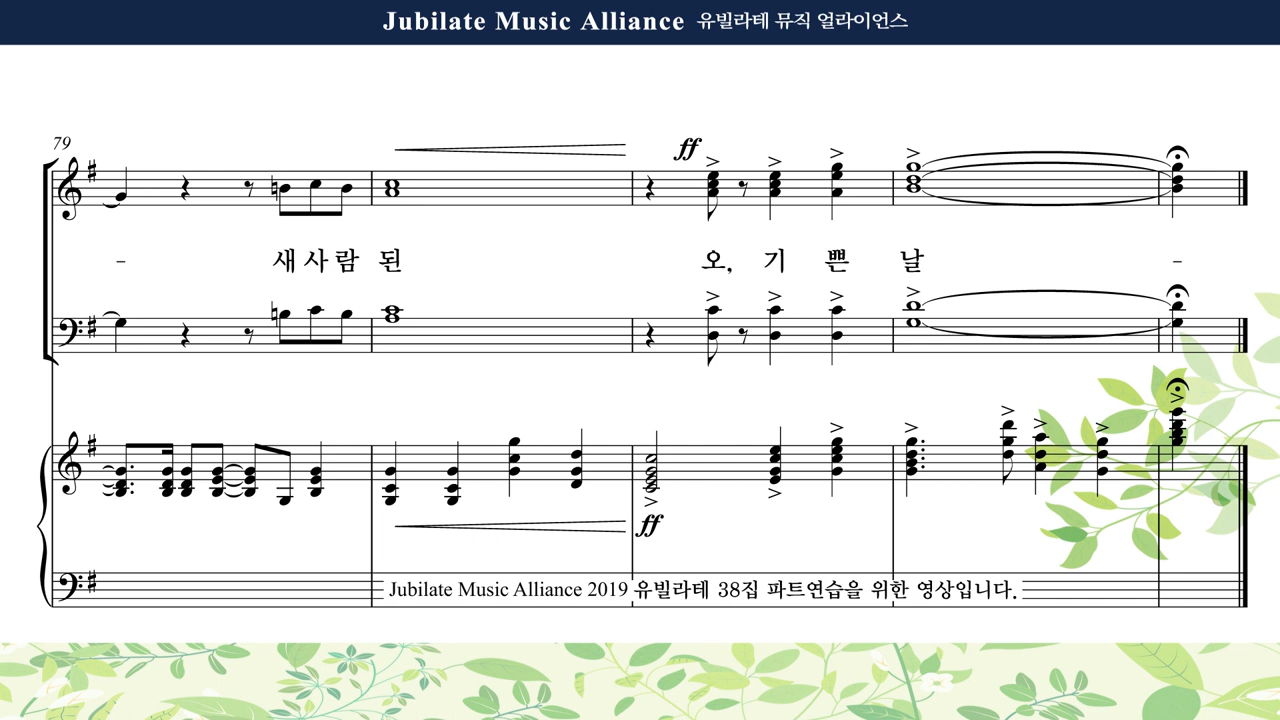 Jubilate Music Alliance 유빌라테 뮤직 얼라이언스
79
ff
- 새 사 람 된 오, 기 쁜 날 -
ff
Jubilate Music Alliance 2019 유빌라테 38집 파트연습을 위한 영상입니다.